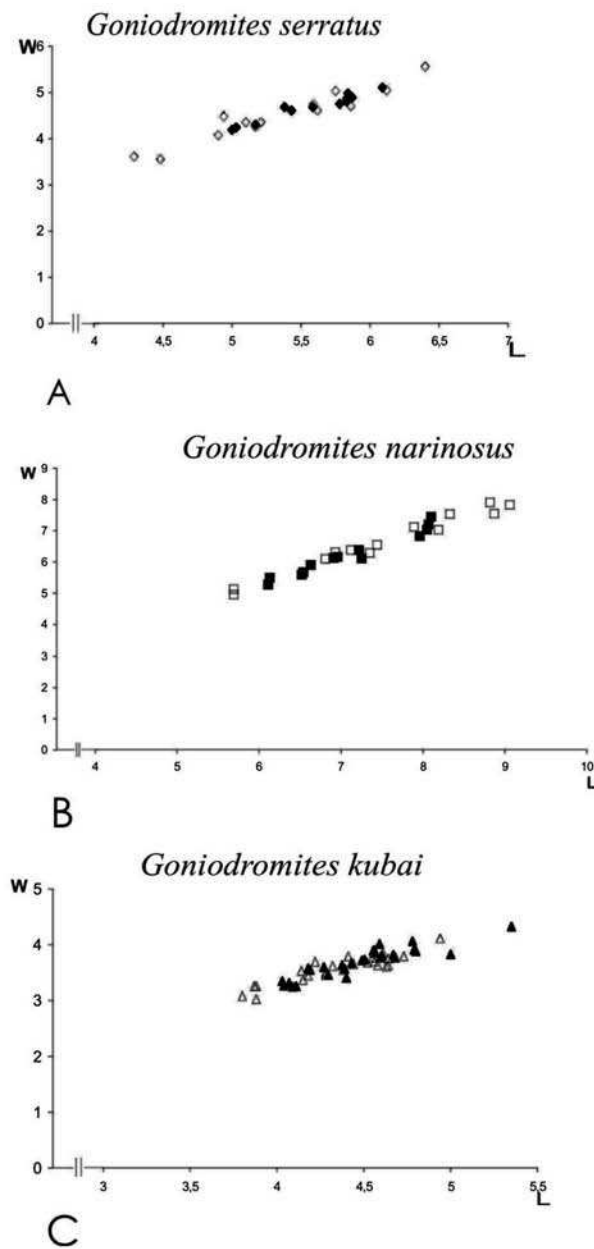 Goniodromites serratus
W
6
5
4
3
2
1
0
4 4,5 5 5,5 6 6,5 7
L
A
Goniodromites narinosus
W
9
8
7
6
5
4
3
2
1
0
4 5 6 7 8 9 10
L
B
Goniodromites kubai
W
5
4
3
2
1
0
3 3,5 4 4,5 5 5,5
L
C